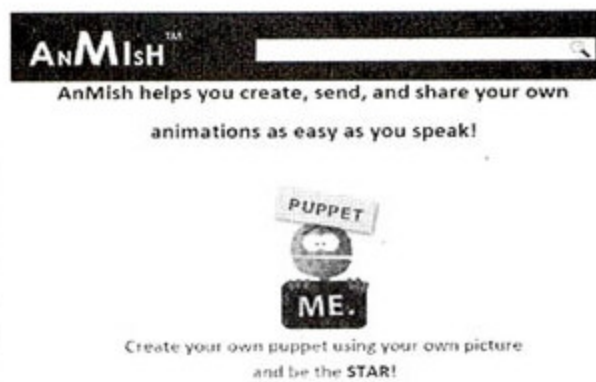 ANMISH™
AnMish helps you create, send, and share your own
animations as easy as you speak!
PUPPET
ME.
Create your own puppet using your own picture
and be the STAR!